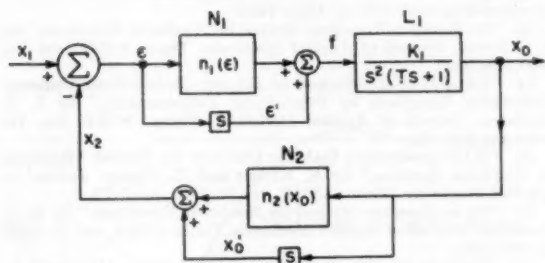 N₁
L₁
x₁
+
Σ
−
ε
n₁(ε)
+
Σ
+
f
K₁
s²(Ts+1)
x₀
s
ε'
x₂
N₂
Σ
+
+
n₂(x₀)
x₀'
s